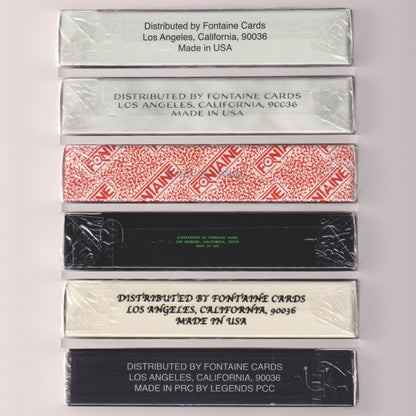 Distributed by Fontaine Cards
Los Angeles, California, 90036
Made in USA
DISTRIBUTED BY FONTAINE CARDS
LOS ANGELES, CALIFORNIA, 90036
MADE IN USA
FONTAINE
FONTAINE
FONTAINE
FONTAINE
DISTRIBUTED BY FONTAINE CARDS
LOS ANGELES, CALIFORNIA, 90036
MADE IN USA
DISTRIBUTED BY FONTAINE CARDS
LOS ANGELES, CALIFORNIA, 90036
MADE IN USA
DISTRIBUTED BY FONTAINE CARDS
LOS ANGELES, CALIFORNIA, 90036
MADE IN PRC BY LEGENDS PCC